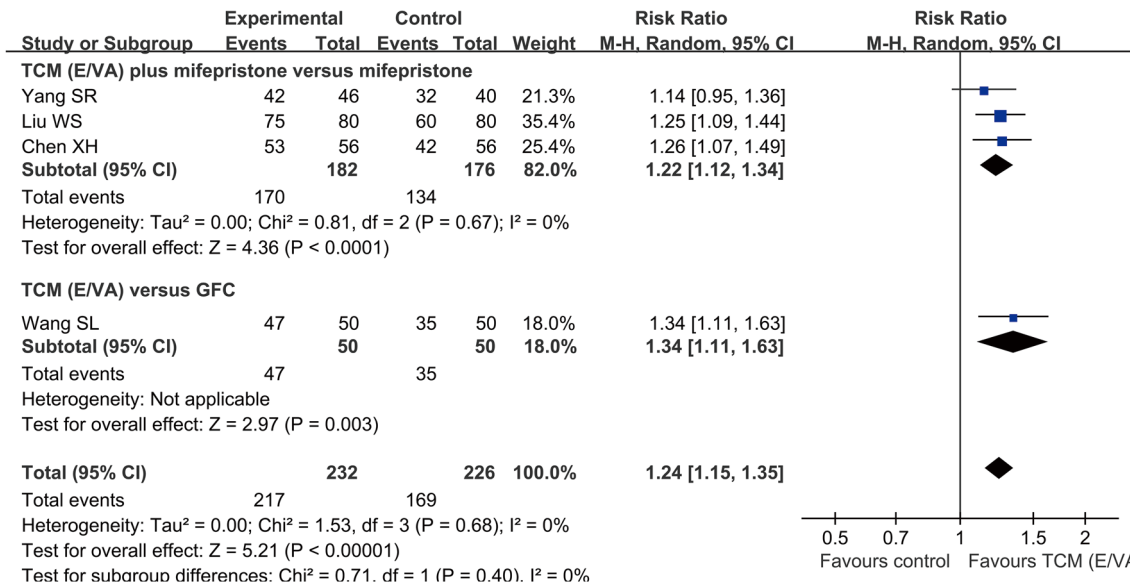 Experimental Control Risk Ratio Risk Ratio
Study or Subgroup Events Total Events Total Weight M-H, Random, 95% CI M-H, Random, 95% CI
TCM (E/VA) plus mifepristone versus mifepristone
Yang SR 42 46 32 40 21.3% 1.14 [0.95, 1.36]
Liu WS 75 80 60 80 35.4% 1.25 [1.09, 1.44]
Chen XH 53 56 42 56 25.4% 1.26 [1.07, 1.49]
Subtotal (95% CI) 182 176 82.0% 1.22 [1.12, 1.34]
Total events 170 134
Heterogeneity: Tau² = 0.00; Chi² = 0.81, df = 2 (P = 0.67); I² = 0%
Test for overall effect: Z = 4.36 (P < 0.0001)
TCM (E/VA) versus GFC
Wang SL 47 50 35 50 18.0% 1.34 [1.11, 1.63]
Subtotal (95% CI) 50 50 18.0% 1.34 [1.11, 1.63]
Total events 47 35
Heterogeneity: Not applicable
Test for overall effect: Z = 2.97 (P = 0.003)
Total (95% CI) 232 226 100.0% 1.24 [1.15, 1.35]
Total events 217 169
Heterogeneity: Tau² = 0.00; Chi² = 1.53, df = 3 (P = 0.68); I² = 0%
Test for overall effect: Z = 5.21 (P < 0.00001)
Test for subgroup differences: Chi² = 0.71, df = 1 (P = 0.40), I² = 0%
0.5 0.7 1 1.5 2
Favours control Favours TCM (E/VA